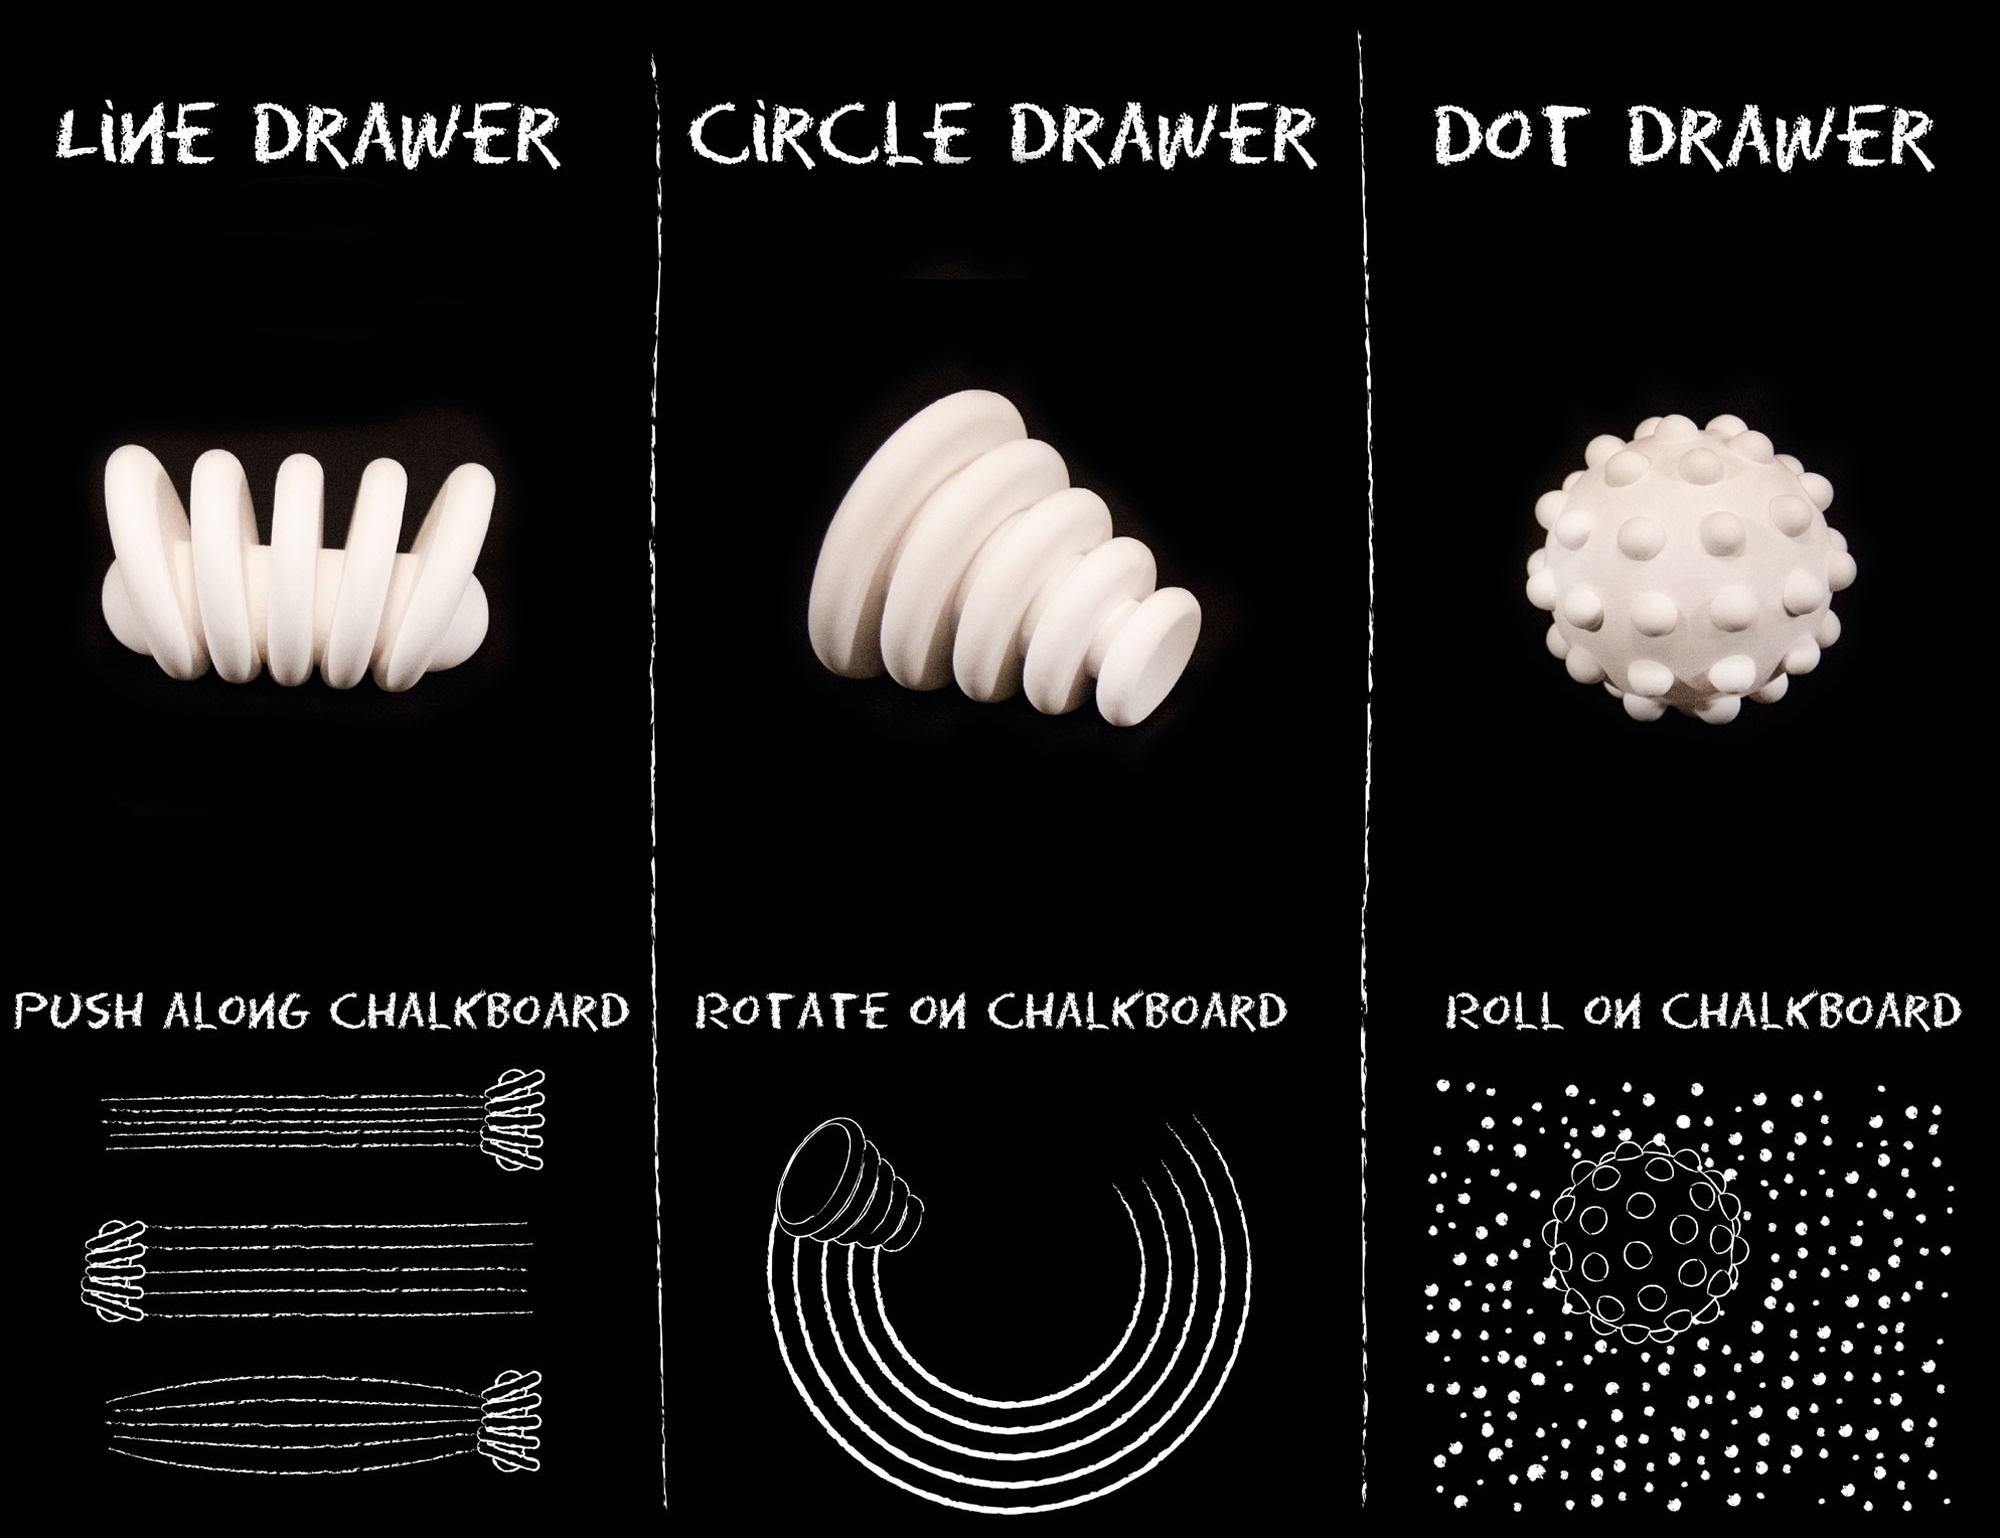 LiNE DRAWER
CiRCLE DRAWER
DOT DRAWER
PUSH ALONG CHALKBOARD
ROTATE ON CHALKBOARD
ROLL ON CHALKBOARD